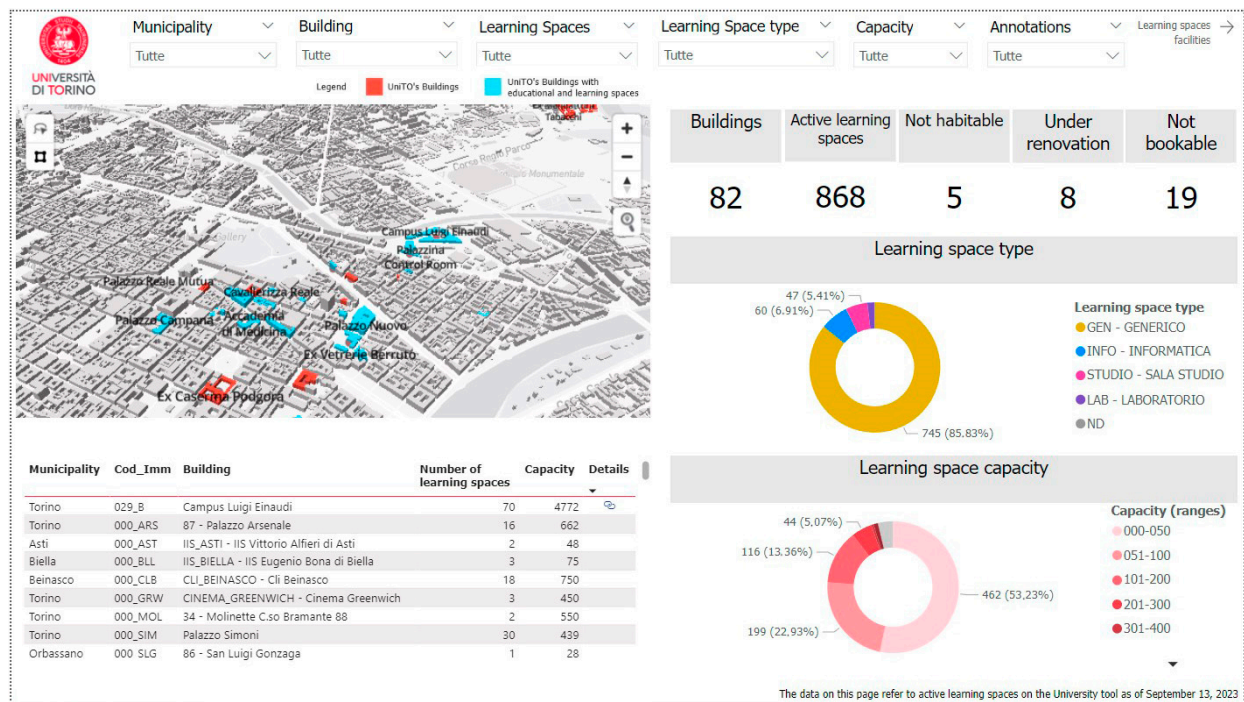 Municipality
Building
Learning Spaces
Learning Space type
Capacity
Annotations
Learning spaces
facilities
Tutte
Tutte
Tutte
Tutte
Tutte
Tutte
UNIVERSITÀ
DI TORINO
Legend
UniTO's Buildings
UniTO's Buildings with
educational and learning spaces
Tabacchi
Corso Regio Parco
Monumentale
Gallery
Campus Luigi Einaudi
Palazzina
Control Room
Palazzo Reale Mutua
Cavallerizza Reale
Palazzo Campana
Accademia
di Medicina
Palazzo Nuovo
Ex Vetrerie Berruto
Ex Caserma Podgora
Buildings
Active learning
spaces
Not habitable
Under
renovation
Not
bookable
82
868
5
8
19
Learning space type
47 (5.41%)
60 (6.91%)
745 (85.83%)
Learning space type
GEN - GENERICO
INFO - INFORMATICA
STUDIO - SALA STUDIO
LAB - LABORATORIO
ND
Municipality Cod_Imm Building Number of
learning spaces Capacity Details
Torino 029_B Campus Luigi Einaudi 70 4772
Torino 000_ARS 87 - Palazzo Arsenale 16 662
Asti 000_AST IIS_ASTI - IIS Vittorio Alfieri di Asti 2 48
Biella 000_BLL IIS_BIELLA - IIS Eugenio Bona di Biella 3 75
Beinasco 000_CLB CLI_BEINASCO - Cli Beinasco 18 750
Torino 000_GRW CINEMA_GREENWICH - Cinema Greenwich 3 450
Torino 000_MOL 34 - Molinette C.so Bramante 88 2 550
Torino 000_SIM Palazzo Simoni 30 439
Orbassano 000_SLG 86 - San Luigi Gonzaga 1 28
Learning space capacity
44 (5,07%)
116 (13.36%)
199 (22,93%)
462 (53,23%)
Capacity (ranges)
000-050
051-100
101-200
201-300
301-400
The data on this page refer to active learning spaces on the University tool as of September 13, 2023